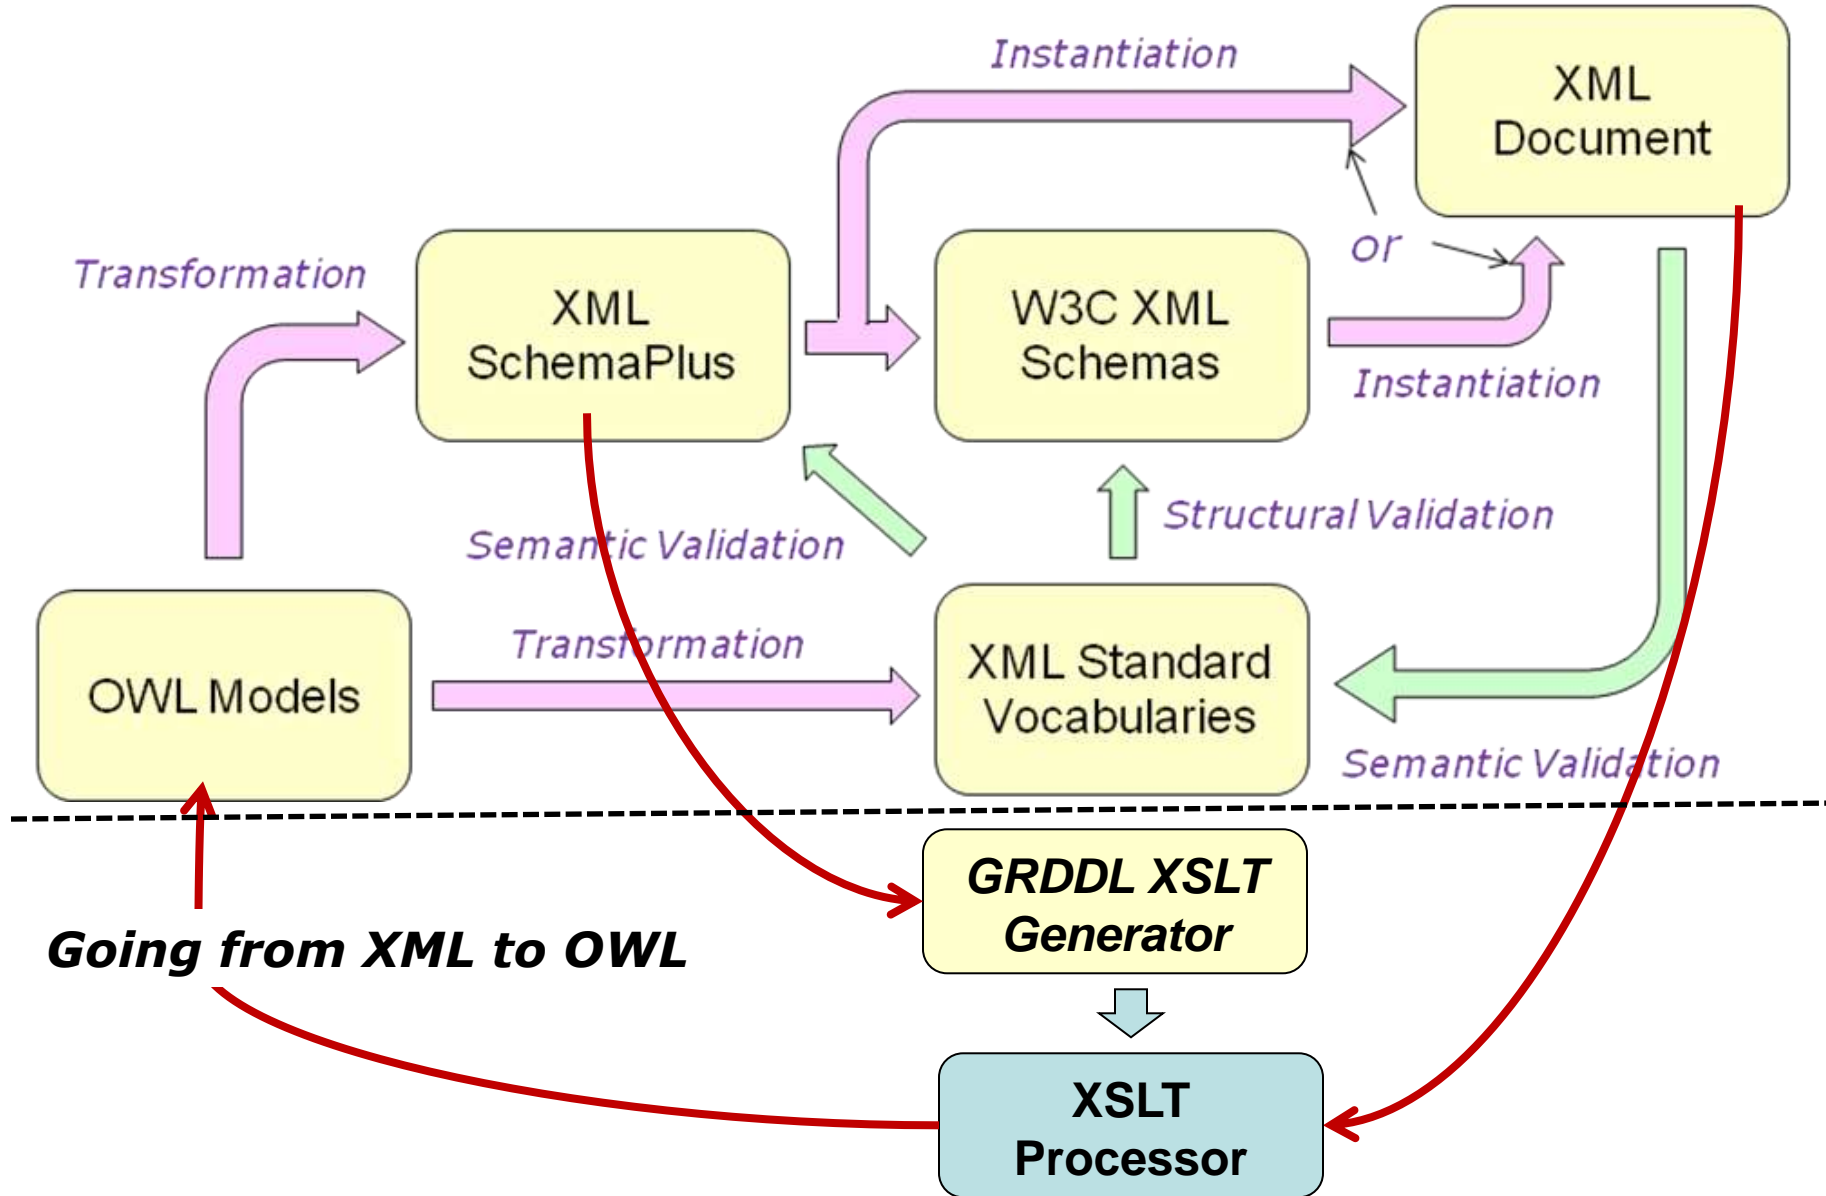 Instantiation
XML
Document
or
Transformation
XML
SchemaPlus
W3C XML
Schemas
Instantiation
Semantic Validation
Structural Validation
OWL Models
Transformation
XML Standard
Vocabularies
Semantic Validation
GRDDL XSLT
Generator
Going from XML to OWL
XSLT
Processor